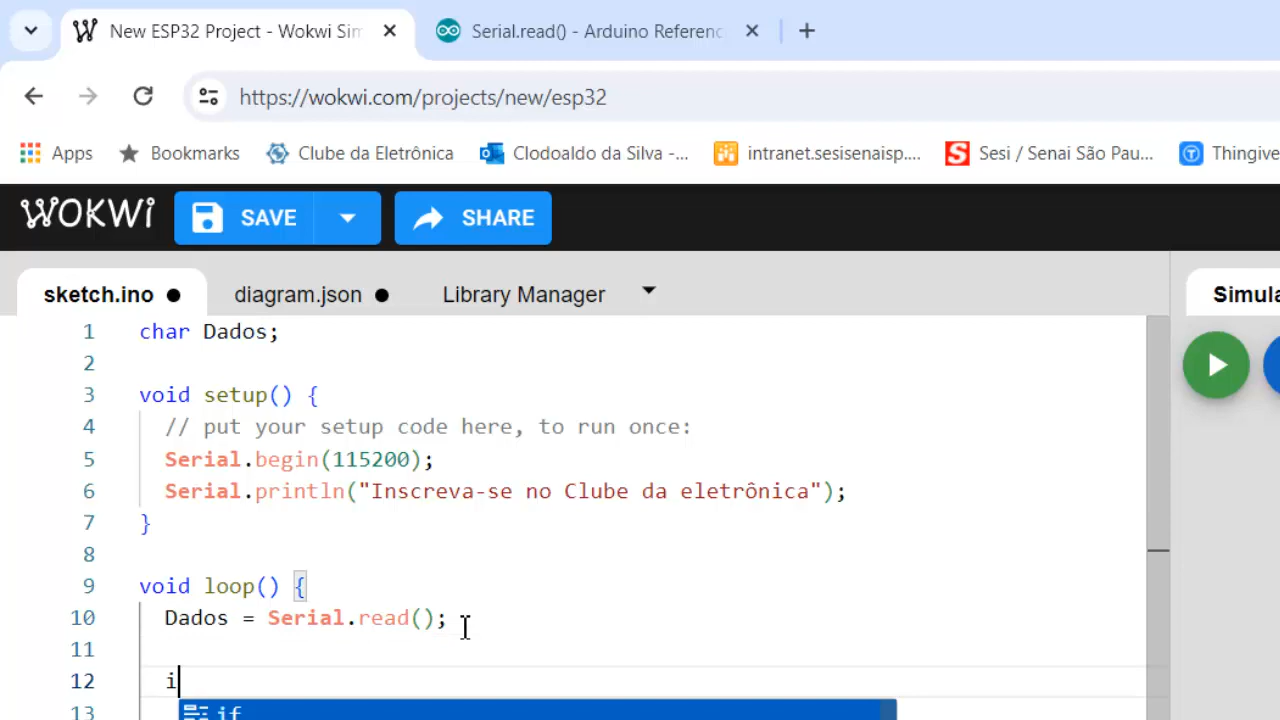 New ESP32 Project - Wokwi Sim
Serial.read() - Arduino Referenc
https://wokwi.com/projects/new/esp32
Apps Bookmarks Clube da Eletrônica Clodoaldo da Silva -... intranet.sesisenaisp.... Sesi / Senai São Pau... Thingive
WOKWi SAVE SHARE
sketch.ino diagram.json Library Manager Simula
1 char Dados;
2
3 void setup() {
4 // put your setup code here, to run once:
5 Serial.begin(115200);
6 Serial.println("Inscreva-se no Clube da eletrônica");
7 }
8
9 void loop() {
10 Dados = Serial.read();
11
12 i
13 if